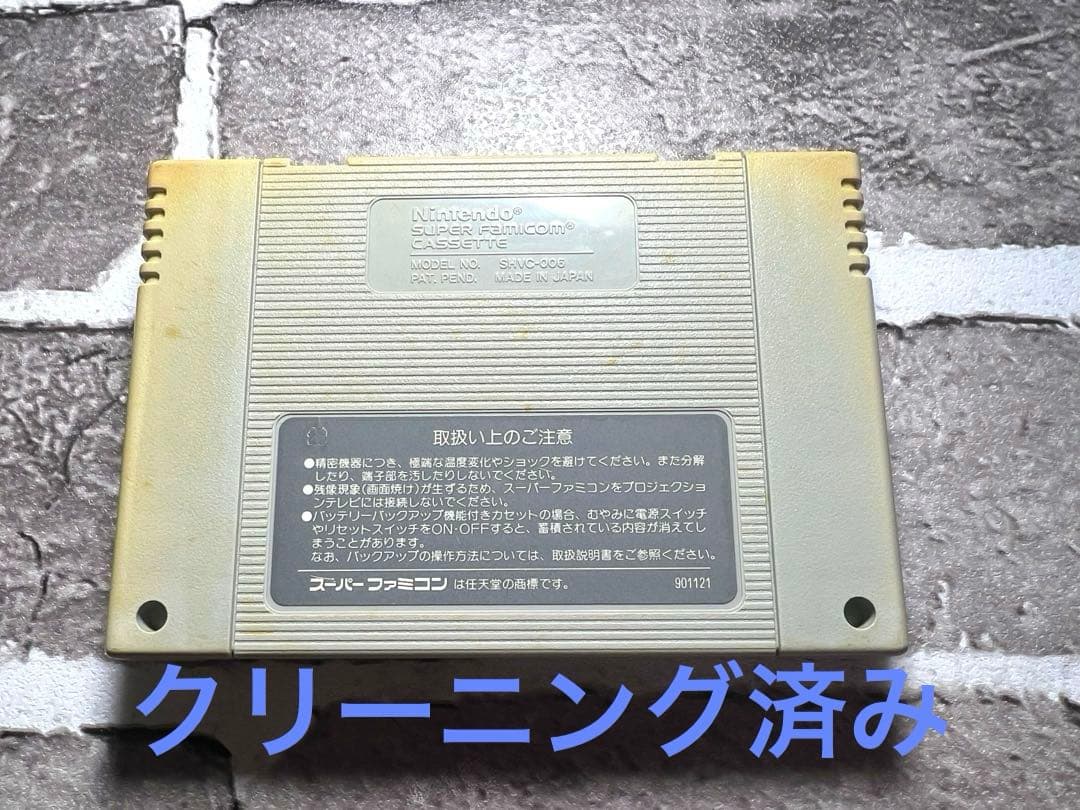 Nintendo®
SUPER FAMICOM®
CASSETTE
MODEL NO. SHVC-006
PAT. PEND. MADE IN JAPAN
取扱い上のご注意
●精密機器につき、極端な温度変化やショックを避けてください。また分解
したり、端子部を汚したりしないでください。
●残像現象(画面焼け)が生ずるため、スーパーファミコンをプロジェクショ
ンテレビには接続しないでください。
●バッテリーバックアップ機能付きカセットの場合、むやみに電源スイッチ
やリセットスイッチをON・OFFすると、蓄積されている内容が消えてし
まうことがあります。
なお、バックアップの操作方法については、取扱説明書をご参照ください。
スーパーファミコン は任天堂の商標です。 901121
クリーニング済み